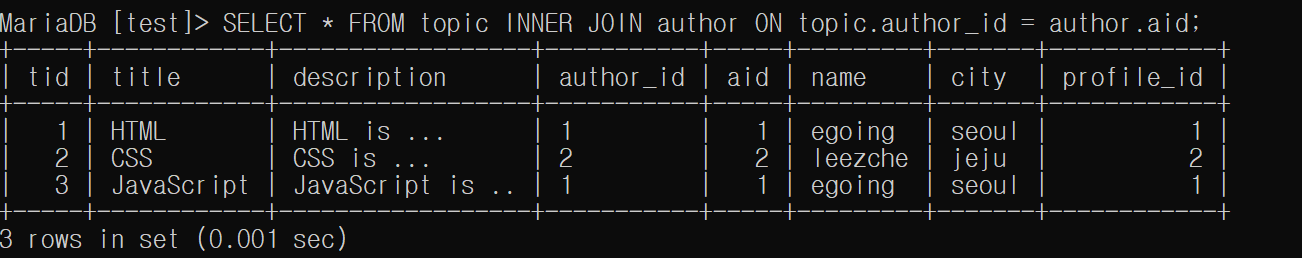 MariaDB [test]> SELECT * FROM topic INNER JOIN author ON topic.author_id = author.aid;
+------+------------+------------------+-----------+------+---------+-------+------------+
| tid | title | description | author_id | aid | name | city | profile_id |
+------+------------+------------------+-----------+------+---------+-------+------------+
| 1 | HTML | HTML is ... | 1 | 1 | egoing | seoul | 1 |
| 2 | CSS | CSS is ... | 2 | 2 | leezche | jeju | 2 |
| 3 | JavaScript | JavaScript is .. | 1 | 1 | egoing | seoul | 1 |
+------+------------+------------------+-----------+------+---------+-------+------------+
3 rows in set (0.001 sec)